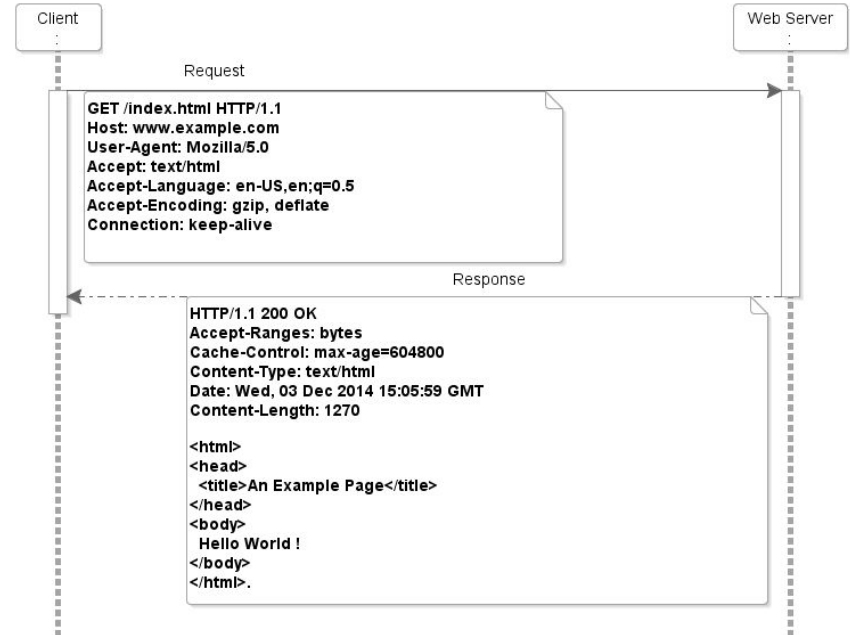 Client
:
Web Server
:
Request
GET /index.html HTTP/1.1
Host: www.example.com
User-Agent: Mozilla/5.0
Accept: text/html
Accept-Language: en-US,en;q=0.5
Accept-Encoding: gzip, deflate
Connection: keep-alive
Response
HTTP/1.1 200 OK
Accept-Ranges: bytes
Cache-Control: max-age=604800
Content-Type: text/html
Date: Wed, 03 Dec 2014 15:05:59 GMT
Content-Length: 1270

<html>
<head>
  <title>An Example Page</title>
</head>
<body>
  Hello World !
</body>
</html>.